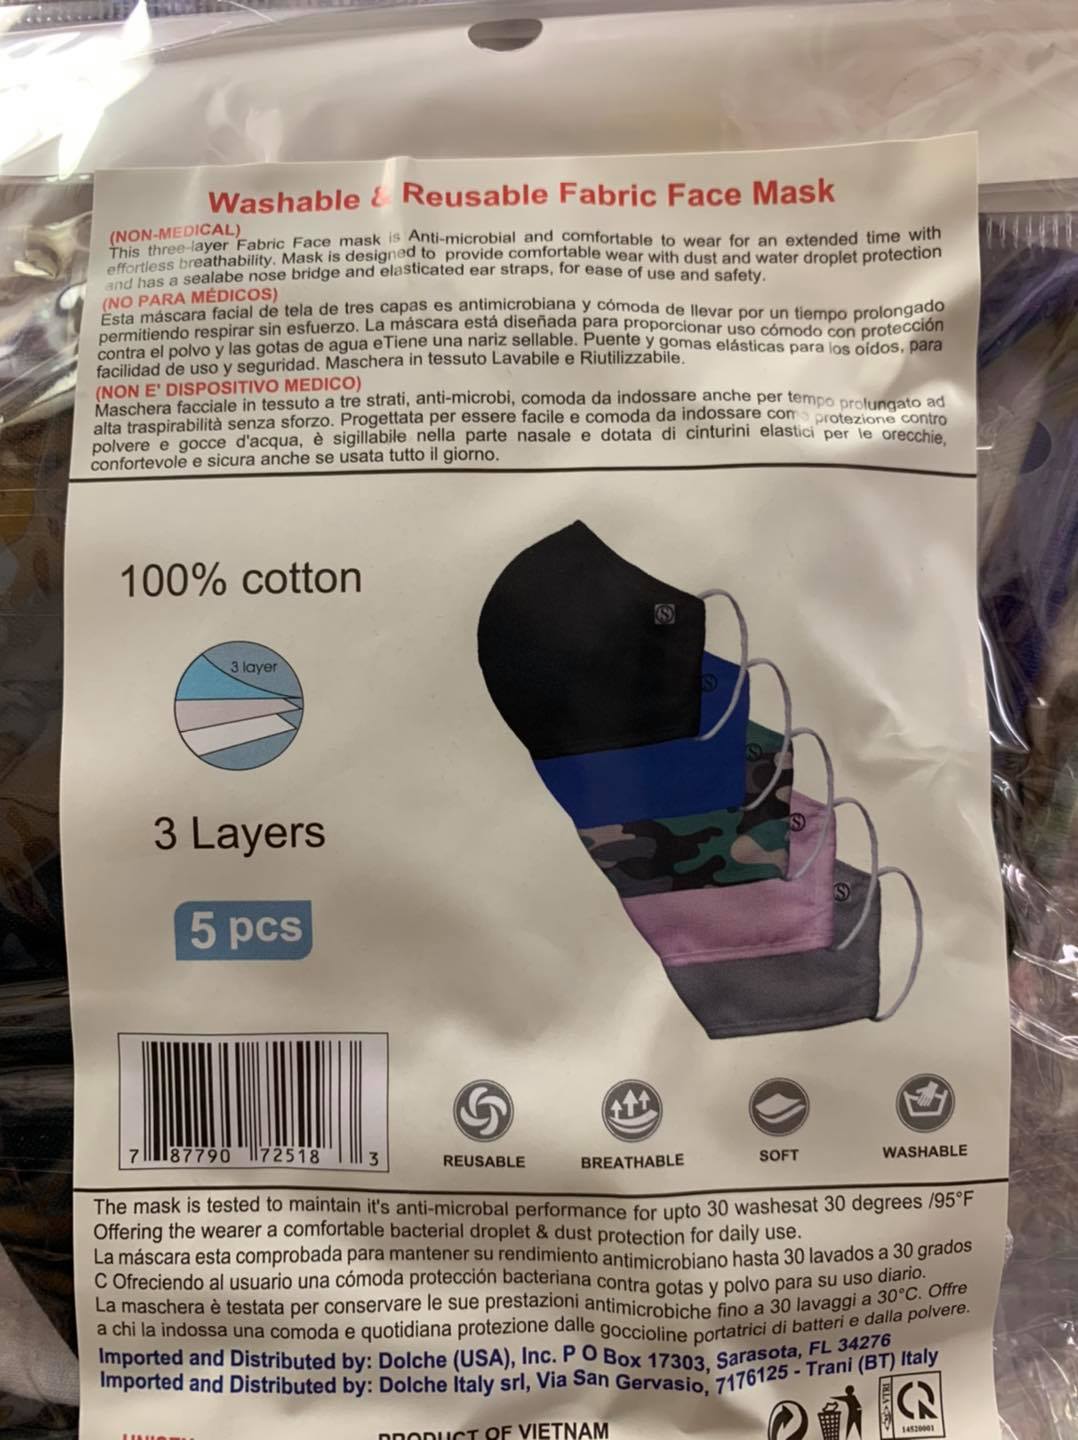 Washable & Reusable Fabric Face Mask
(NON-MEDICAL)
This three-layer Fabric Face mask is Anti-microbial and comfortable to wear for an extended time with
effortless breathability. Mask is designed to provide comfortable wear with dust and water droplet protection
and has a sealabe nose bridge and elasticated ear straps, for ease of use and safety.
(NO PARA MÉDICOS)
Esta máscara facial de tela de tres capas es antimicrobiana y cómoda de llevar por un tiempo prolongado
permitiendo respirar sin esfuerzo. La máscara está diseñada para proporcionar uso cómodo con protección
contra el polvo y las gotas de agua eTiene una nariz sellable. Puente y gomas elásticas para los oídos, para
facilidad de uso y seguridad. Maschera in tessuto Lavabile e Riutilizzabile.
(NON E' DISPOSITIVO MEDICO)
Maschera facciale in tessuto a tre strati, anti-microbi, comoda da indossare anche per tempo prolungato ad
alta traspirabilità senza sforzo. Progettata per essere facile e comoda da indossare con protezione contro
polvere e gocce d'acqua, è sigillabile nella parte nasale e dotata di cinturini elastici per le orecchie,
confortevole e sicura anche se usata tutto il giorno.
100% cotton
3 layer
3 Layers
5 pcs
S
S
S
S
S
7 87790 72518 3
REUSABLE
BREATHABLE
SOFT
WASHABLE
The mask is tested to maintain it's anti-microbal performance for upto 30 washesat 30 degrees /95°F
Offering the wearer a comfortable bacterial droplet & dust protection for daily use.
La máscara esta comprobada para mantener su rendimiento antimicrobiano hasta 30 lavados a 30 grados
C Ofreciendo al usuario una cómoda protección bacteriana contra gotas y polvo para su uso diario.
La maschera è testata per conservare le sue prestazioni antimicrobiche fino a 30 lavaggi a 30°C. Offre
a chi la indossa una comoda e quotidiana protezione dalle goccioline portatrici di batteri e dalla polvere.
Imported and Distributed by: Dolche (USA), Inc. P O Box 17303, Sarasota, FL 34276
Imported and Distributed by: Dolche Italy srl, Via San Gervasio, 7176125 - Trani (BT) Italy
14520001
UNISEX
PRODUCT OF VIETNAM